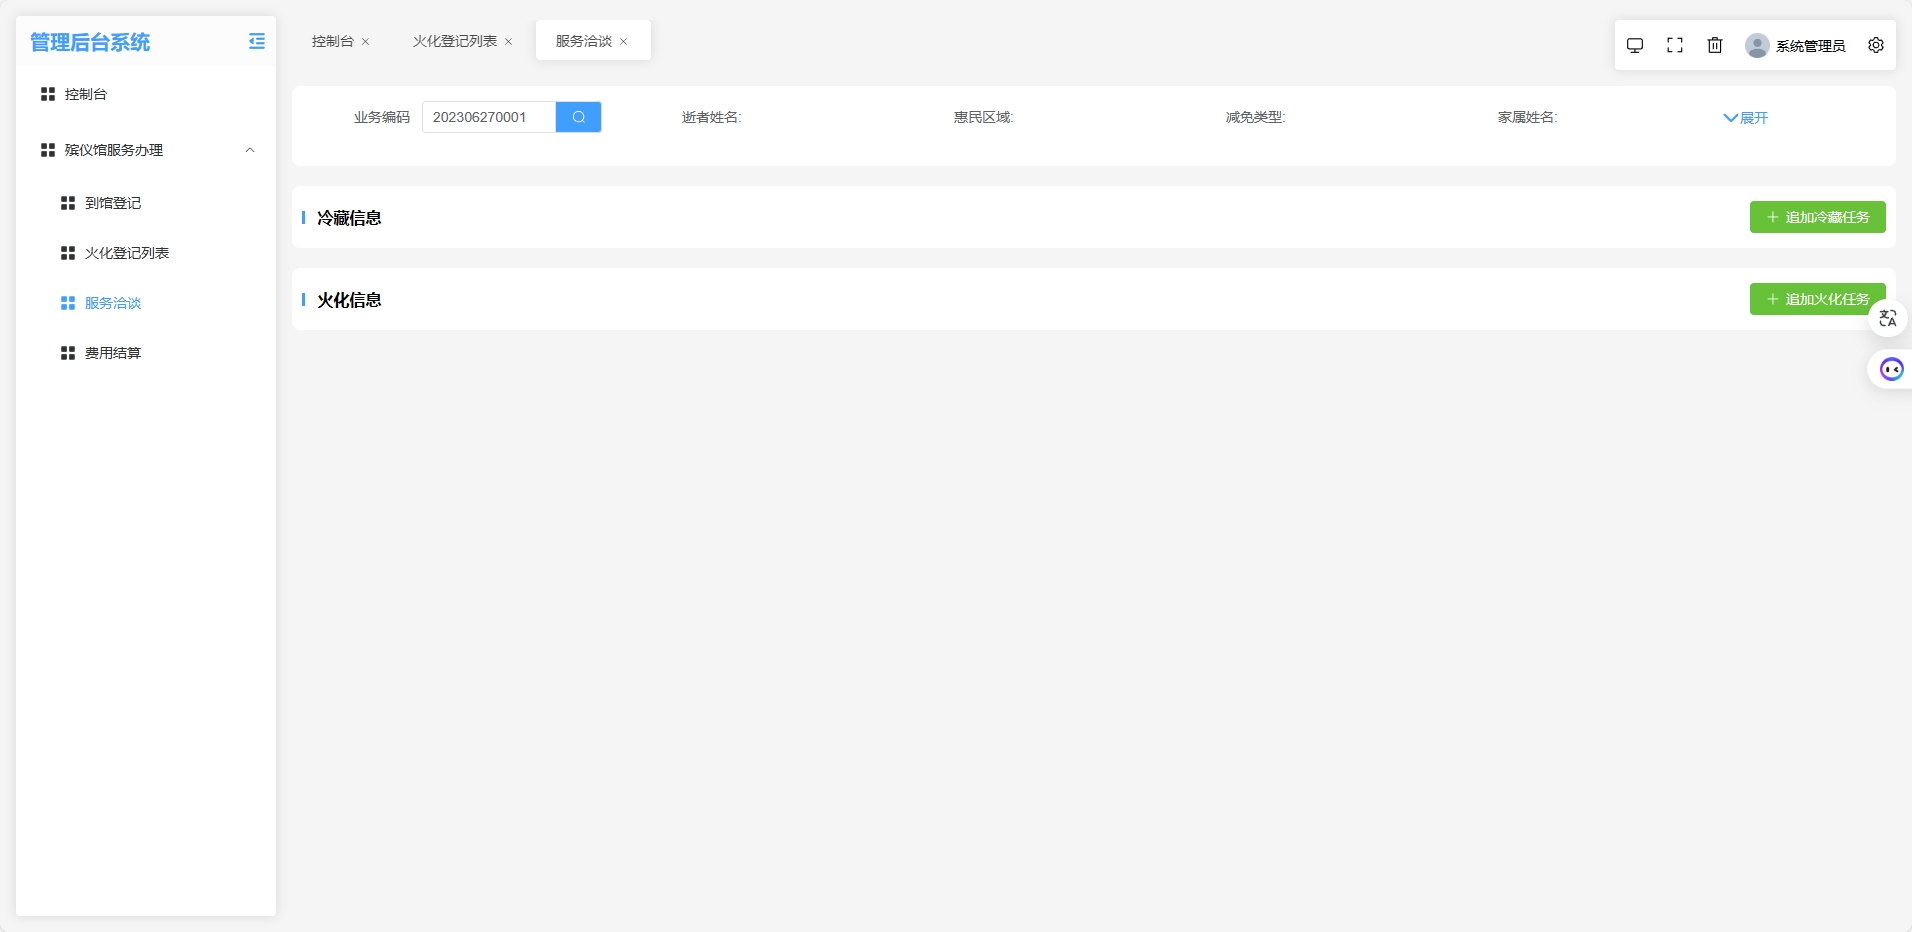 管理后台系统
控制台
殡仪馆服务办理
到馆登记
火化登记列表
服务洽谈
费用结算
控制台 ×
火化登记列表 ×
服务洽谈 ×
系统管理员
业务编码 202306270001
逝者姓名:
惠民区域:
减免类型:
家属姓名:
展开
冷藏信息
+ 追加冷藏任务
火化信息
+ 追加火化任务
文A